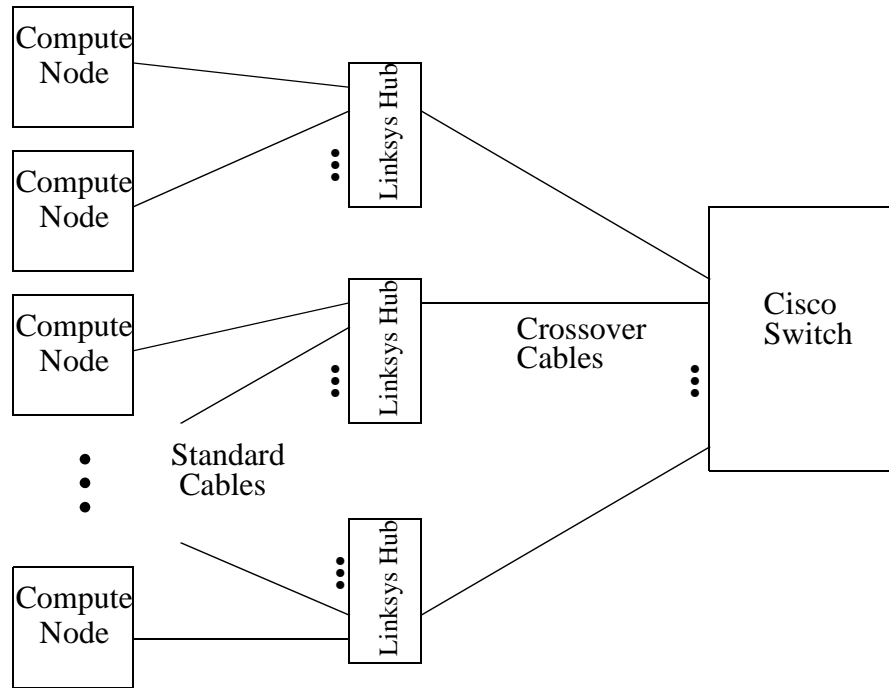 Compute
Node
Linksys Hub
Compute
Node
Compute
Node
Linksys Hub
Crossover
Cables
Cisco
Switch
Standard
Cables
Compute
Node
Linksys Hub